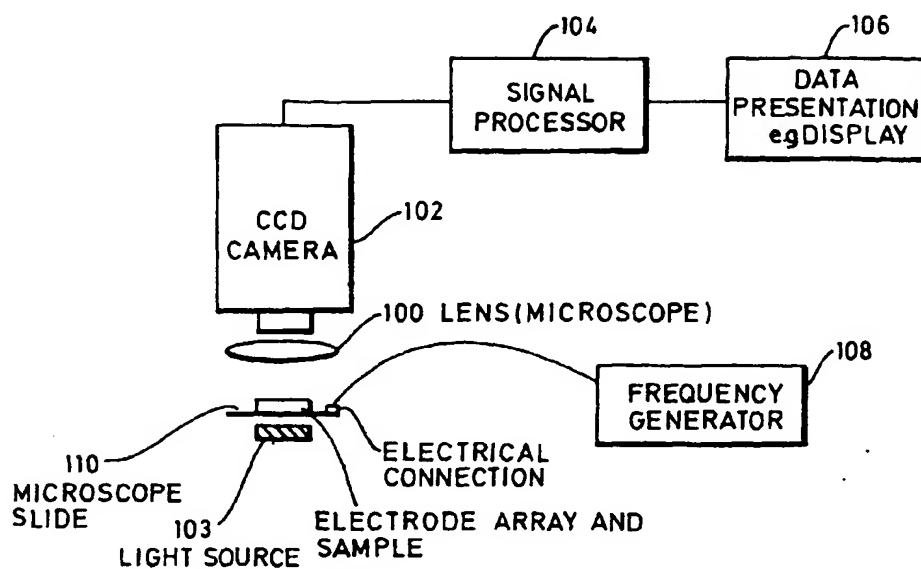 104
SIGNAL
PROCESSOR
106
DATA
PRESENTATION
e.g DISPLAY
CCD
CAMERA
102
100 LENS (MICROSCOPE)
108
FREQUENCY
GENERATOR
110
MICROSCOPE
SLIDE
103
LIGHT SOURCE
ELECTRICAL
CONNECTION
ELECTRODE ARRAY AND
SAMPLE